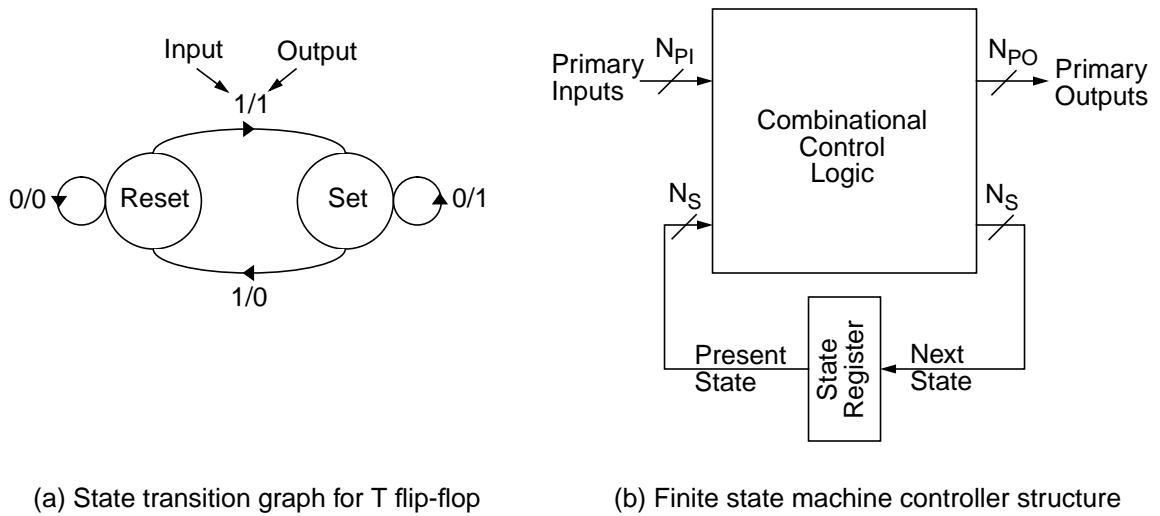 Input
Output
1/1
0/0
Reset
Set
0/1
1/0
(a) State transition graph for T flip-flop
Primary
Inputs
N_PI
Combinational
Control
Logic
N_PO
Primary
Outputs
N_S
N_S
Present
State
State
Register
Next
State
(b) Finite state machine controller structure